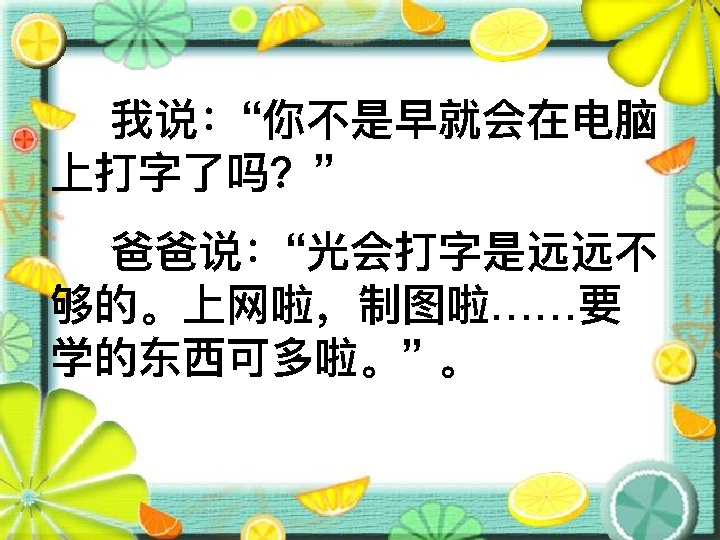 我说：“你不是早就会在电脑
上打字了吗？”
爸爸说：“光会打字是远远不
够的。上网啦，制图啦……要
学的东西可多啦。”。